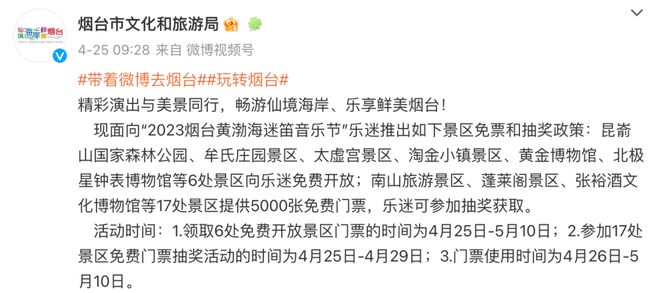 烟台市文化和旅游局
4-25 09:28 来自 微博视频号
#带着微博去烟台##玩转烟台#
精彩演出与美景同行，畅游仙境海岸、乐享鲜美烟台！
现面向“2023烟台黄渤海迷笛音乐节”乐迷推出如下景区免票和抽奖政策：昆嵛
山国家森林公园、牟氏庄园景区、太虚宫景区、淘金小镇景区、黄金博物馆、北极
星钟表博物馆等6处景区向乐迷免费开放；南山旅游景区、蓬莱阁景区、张裕酒文
化博物馆等17处景区提供5000张免费门票，乐迷可参加抽奖获取。
活动时间：1.领取6处免费开放景区门票的时间为4月25日-5月10日；2.参加17处
景区免费门票抽奖活动的时间为4月25日-4月29日；3.门票使用时间为4月26日-5
月10日。